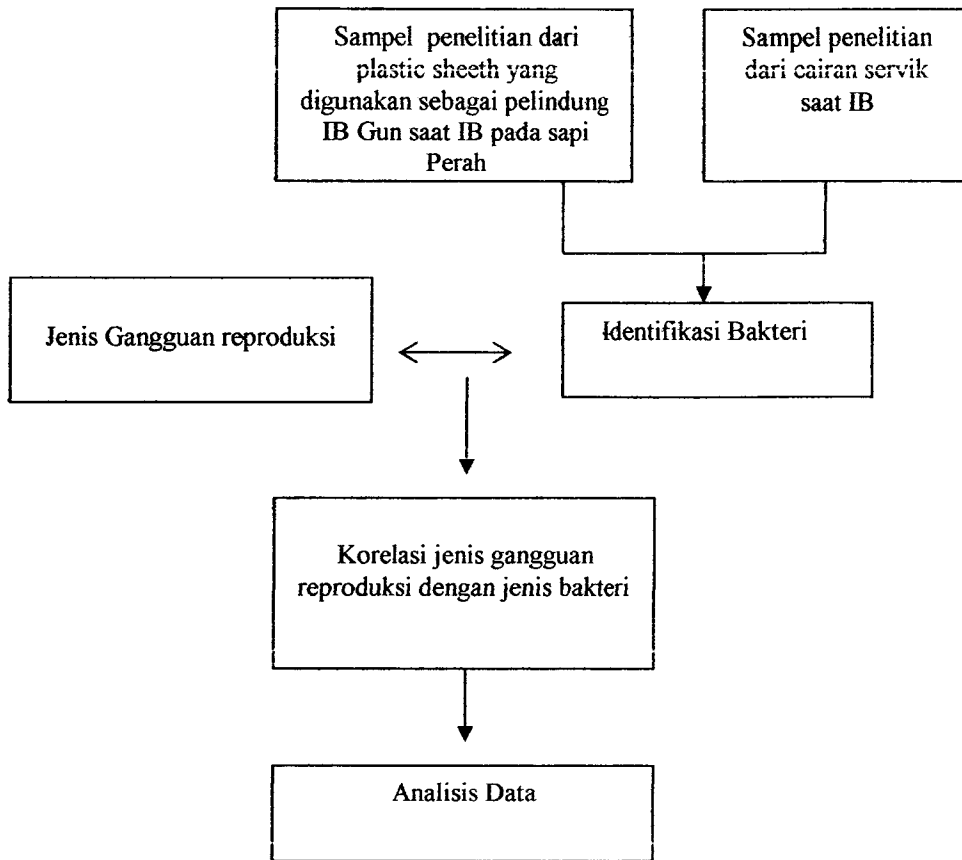 Sampel penelitian dari
plastic sheeth yang
digunakan sebagai pelindung
IB Gun saat IB pada sapi
Perah
Sampel penelitian
dari cairan servik
saat IB
Jenis Gangguan reproduksi
Identifikasi Bakteri
Korelasi jenis gangguan
reproduksi dengan jenis bakteri
Analisis Data